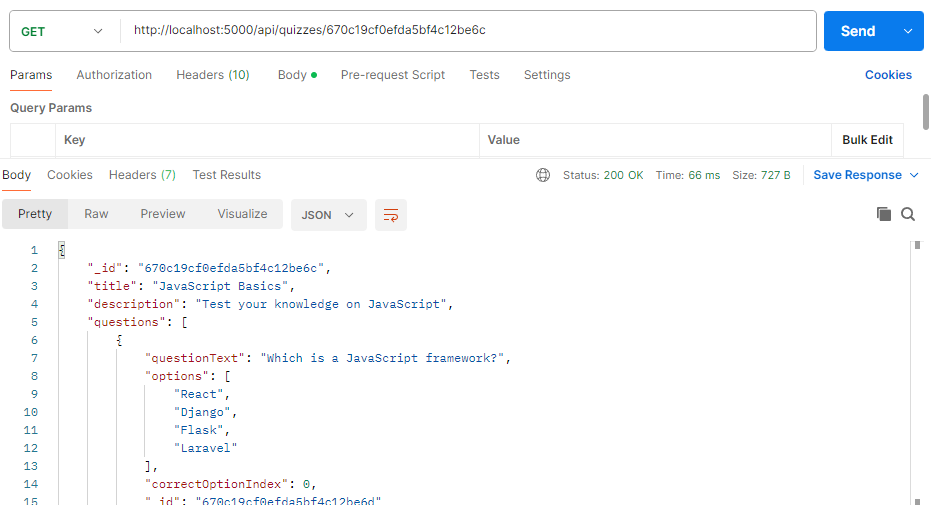 GET http://localhost:5000/api/quizzes/670c19cf0efda5bf4c12be6c Send
Params Authorization Headers (10) Body Pre-request Script Tests Settings Cookies
Query Params
Key Value Bulk Edit
Body Cookies Headers (7) Test Results Status: 200 OK Time: 66 ms Size: 727 B Save Response
Pretty Raw Preview Visualize JSON
1 {
2 "_id": "670c19cf0efda5bf4c12be6c",
3 "title": "JavaScript Basics",
4 "description": "Test your knowledge on JavaScript",
5 "questions": [
6 {
7 "questionText": "Which is a JavaScript framework?",
8 "options": [
9 "React",
10 "Django",
11 "Flask",
12 "Laravel"
13 ],
14 "correctOptionIndex": 0,
15 "_id": "670c19cf0efda5bf4c12be6d"